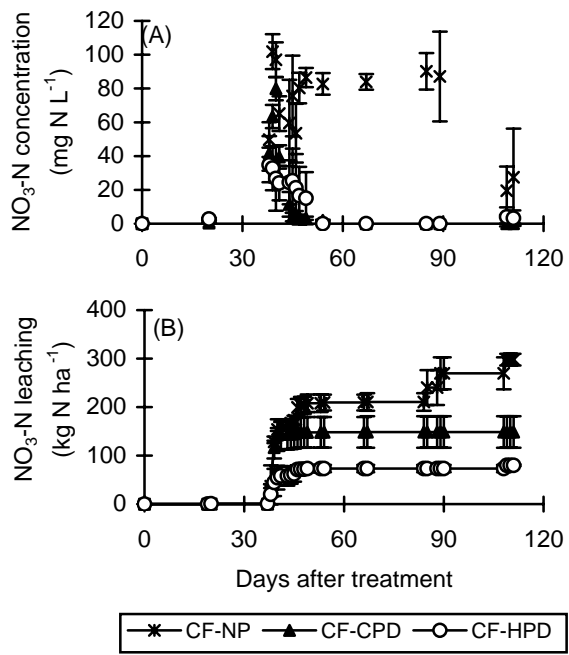 (A)
NO3-N concentration
(mg N L-1)
120
100
80
60
40
20
0
0 30 60 90 120
(B)
NO3-N leaching
(kg N ha-1)
400
300
200
100
0
0 30 60 90 120
Days after treatment
CF-NP CF-CPD CF-HPD